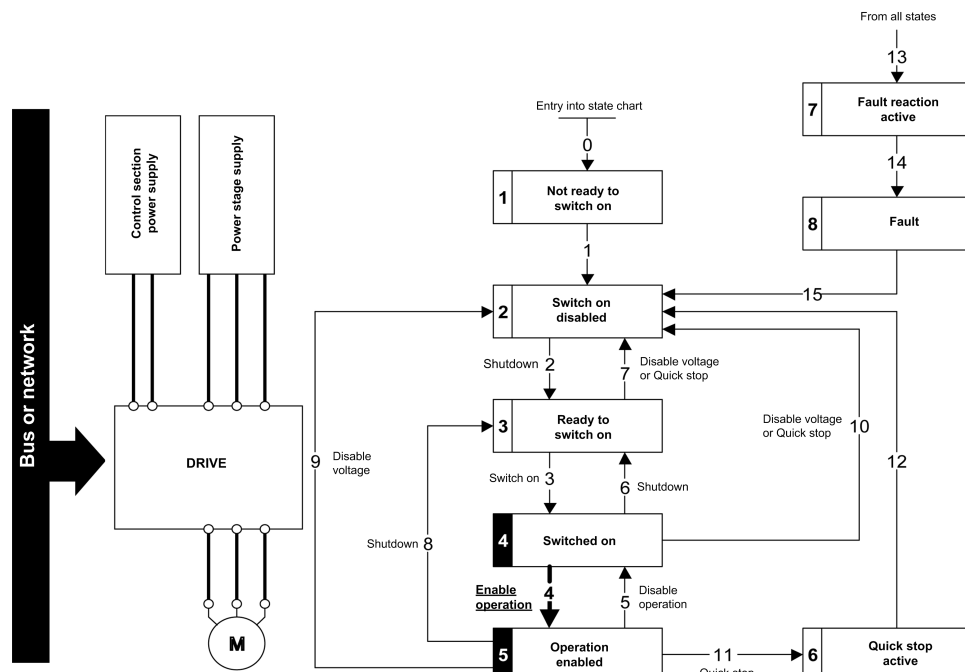 From all states
13
7
Fault reaction
active
14
8
Fault
15
Entry into state chart
0
1
Not ready to
switch on
1
2
Switch on
disabled
Shutdown 2
7
Disable voltage
or Quick stop
3
Ready to
switch on
Switch on 3
6 Shutdown
4
Switched on
Enable
operation
4
5
Disable
operation
5
Operation
enabled
11
Quick stop
6
Quick stop
active
Disable voltage
or Quick stop
10
12
9
Disable
voltage
Shutdown 8
Bus or network
Control section
power supply
Power stage supply
DRIVE
M